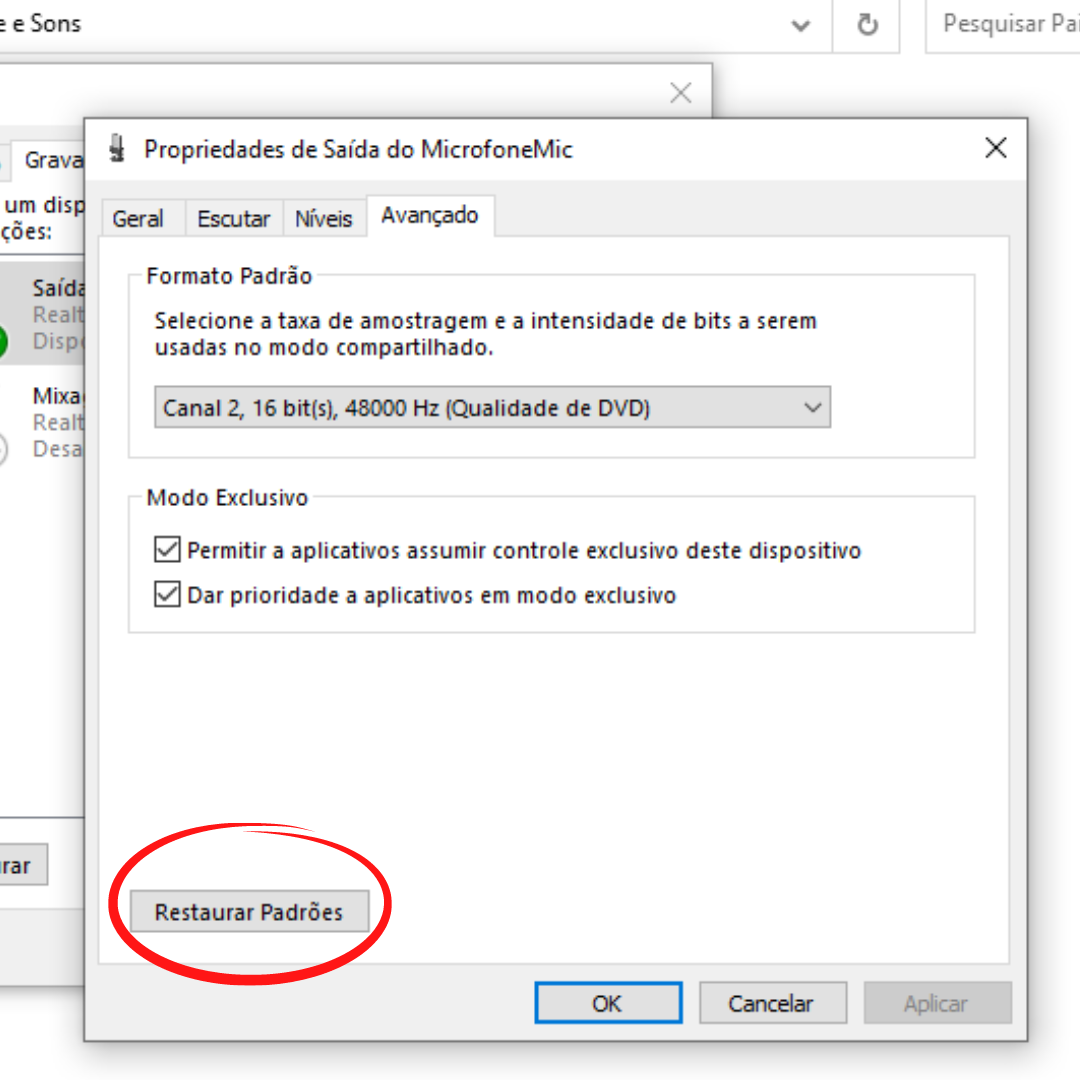 e e Sons
Pesquisar Pai
Propriedades de Saída do MicrofoneMic
Grava
Geral
Escutar
Níveis
Avançado
um disp
ções:
Saída
Realt
Dispo
Mixa
Realt
Desa
Formato Padrão
Selecione a taxa de amostragem e a intensidade de bits a serem
usadas no modo compartilhado.
Canal 2, 16 bit(s), 48000 Hz (Qualidade de DVD)
Modo Exclusivo
Permitir a aplicativos assumir controle exclusivo deste dispositivo
Dar prioridade a aplicativos em modo exclusivo
rar
Restaurar Padrões
OK
Cancelar
Aplicar